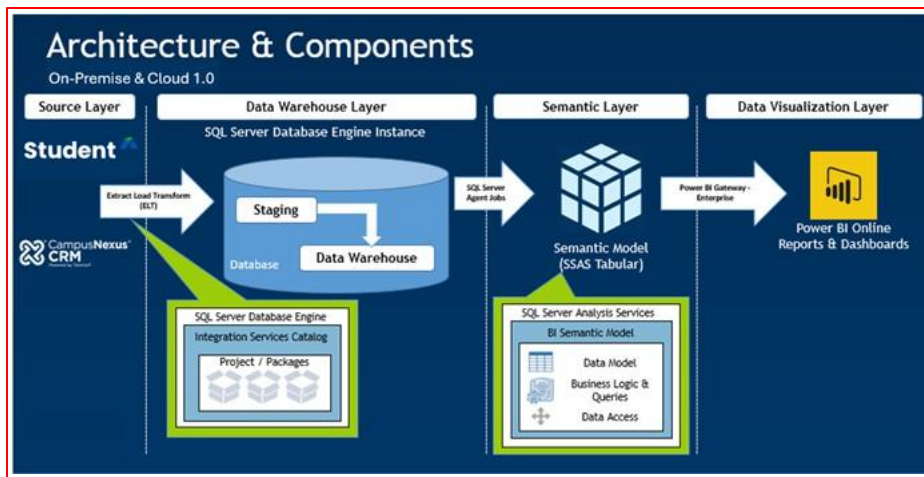 Architecture & Components
On-Premise & Cloud 1.0
Source Layer
Data Warehouse Layer
Semantic Layer
Data Visualization Layer
SQL Server Database Engine Instance
Student
Extract Load Transform
(ELT)
CampusNexus
CRM
Staging
Data Warehouse
Database
SQL Server
Agent Jobs
Semantic Model
(SSAS Tabular)
Power BI Gateway -
Enterprise
Power BI Online
Reports & Dashboards
SQL Server Database Engine
Integration Services Catalog
Project / Packages
SQL Server Analysis Services
BI Semantic Model
Data Model
Business Logic &
Queries
Data Access